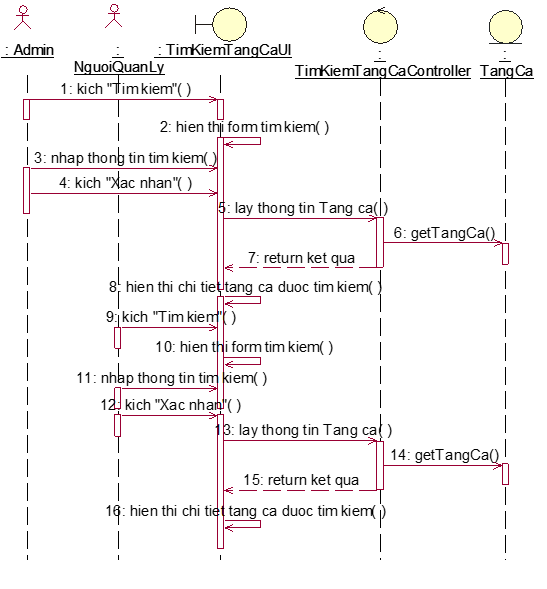 : Admin
:
NguoiQuanLy
: TimKiemTangCaUI
:
TimKiemTangCaController
:
TangCa
1: kich "Tim kiem"( )
2: hien thi form tim kiem( )
3: nhap thong tin tim kiem( )
4: kich "Xac nhan"( )
5: lay thong tin Tang ca( )
6: getTangCa()
7: return ket qua
8: hien thi chi tiet tang ca duoc tim kiem( )
9: kich "Tim kiem"( )
10: hien thi form tim kiem( )
11: nhap thong tin tim kiem( )
12: kich "Xac nhan"( )
13: lay thong tin Tang ca( )
14: getTangCa()
15: return ket qua
16: hien thi chi tiet tang ca duoc tim kiem( )